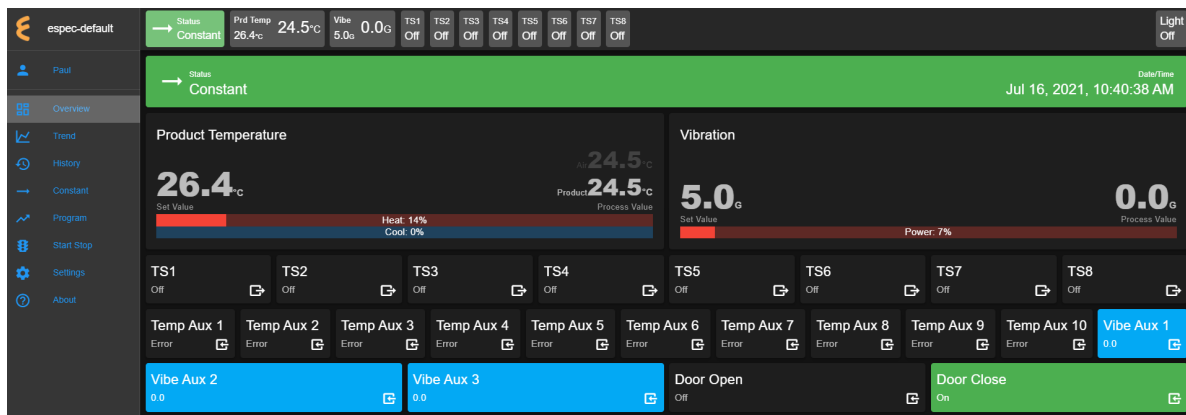 espec-default
Status Constant
Prd Temp 26.4°C 24.5°C
Vibe 5.0G 0.0G
TS1 Off
TS2 Off
TS3 Off
TS4 Off
TS5 Off
TS6 Off
TS7 Off
TS8 Off
Light Off
Paul
Overview
Trend
History
Constant
Program
Start Stop
Settings
About
Status
Constant
Date/Time
Jul 16, 2021, 10:40:38 AM
Product Temperature
Air 24.5°C
26.4°C
Product 24.5°C
Set Value
Process Value
Heat: 14%
Cool: 0%
Vibration
5.0G
0.0G
Set Value
Process Value
Power: 7%
TS1
Off
TS2
Off
TS3
Off
TS4
Off
TS5
Off
TS6
Off
TS7
Off
TS8
Off
Temp Aux 1
Error
Temp Aux 2
Error
Temp Aux 3
Error
Temp Aux 4
Error
Temp Aux 5
Error
Temp Aux 6
Error
Temp Aux 7
Error
Temp Aux 8
Error
Temp Aux 9
Error
Temp Aux 10
Error
Vibe Aux 1
0.0
Vibe Aux 2
0.0
Vibe Aux 3
0.0
Door Open
Off
Door Close
On